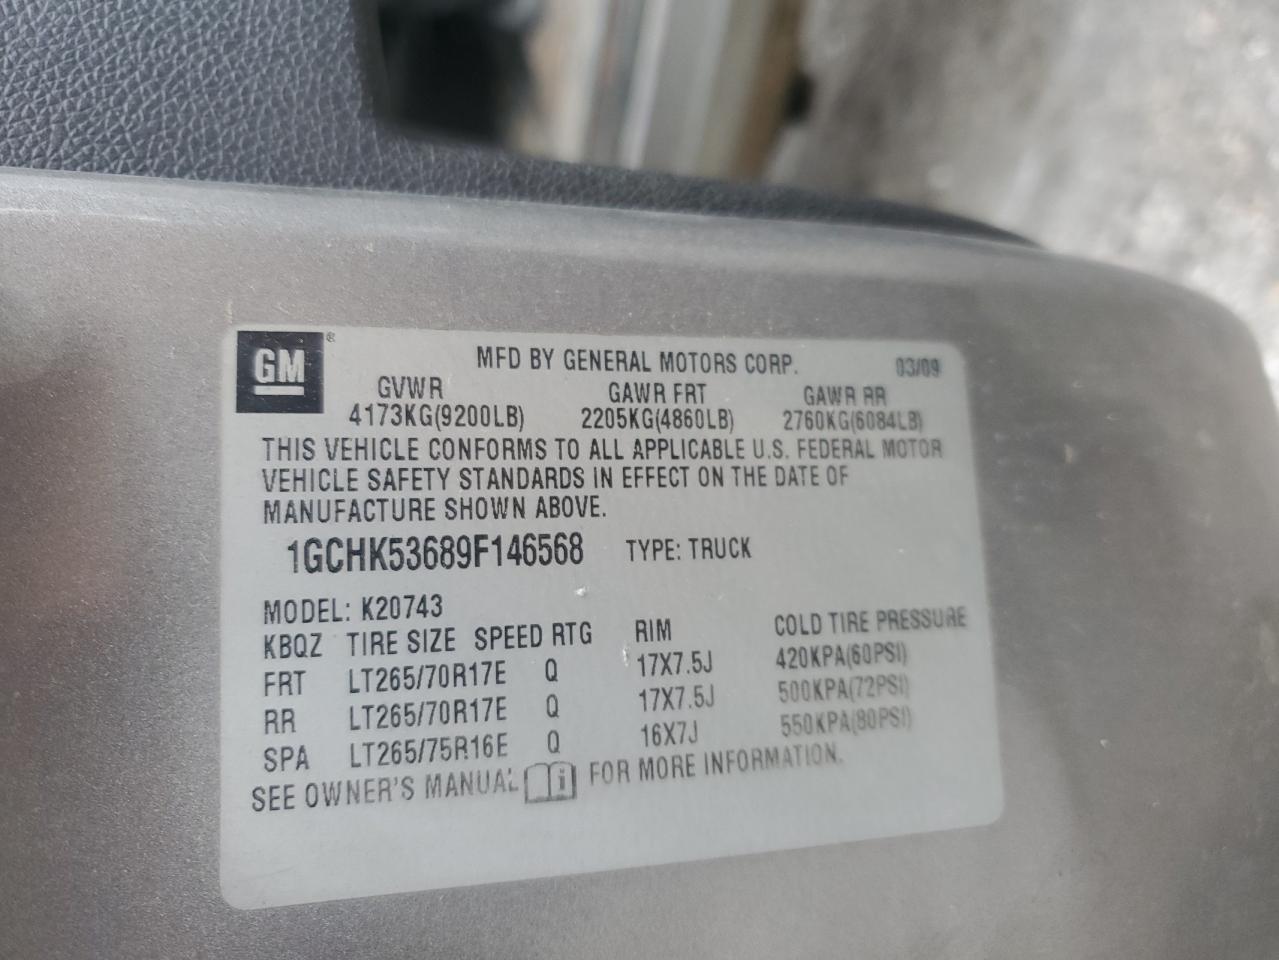 GM ® MFD BY GENERAL MOTORS CORP. 03/09
GVWR GAWR FRT GAWR RR
4173KG(9200LB) 2205KG(4860LB) 2760KG(6084LB)
THIS VEHICLE CONFORMS TO ALL APPLICABLE U.S. FEDERAL MOTOR
VEHICLE SAFETY STANDARDS IN EFFECT ON THE DATE OF
MANUFACTURE SHOWN ABOVE.
1GCHK53689F146568 TYPE: TRUCK
MODEL: K20743
KBQZ TIRE SIZE SPEED RTG RIM COLD TIRE PRESSURE
FRT LT265/70R17E Q 17X7.5J 420KPA(60PSI)
RR LT265/70R17E Q 17X7.5J 500KPA(72PSI)
SPA LT265/75R16E Q 16X7J 550KPA(80PSI)
SEE OWNER'S MANUAL i FOR MORE INFORMATION.